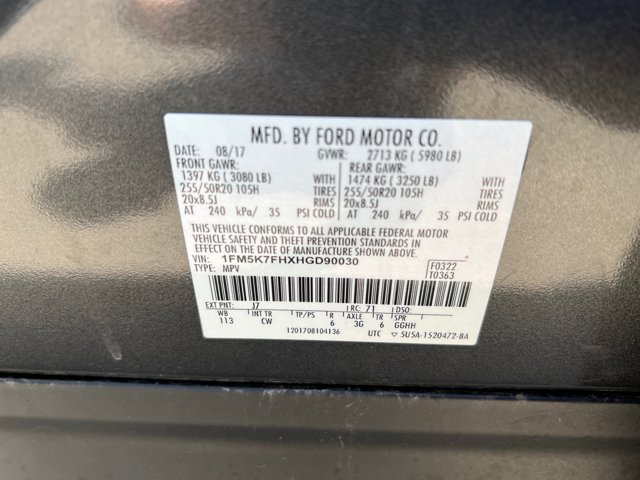 MFD. BY FORD MOTOR CO.
DATE: 08/17 GVWR: 2713 KG ( 5980 LB)
FRONT GAWR: REAR GAWR:
1397 KG ( 3080 LB) WITH 1474 KG ( 3250 LB) WITH
255/50R20 105H TIRES 255/50R20 105H TIRES
20x8.5J RIMS 20x8.5J RIMS
AT 240 kPa/ 35 PSI COLD AT 240 kPa/ 35 PSI COLD
THIS VEHICLE CONFORMS TO ALL APPLICABLE FEDERAL MOTOR
VEHICLE SAFETY AND THEFT PREVENTION STANDARDS IN
EFFECT ON THE DATE OF MANUFACTURE SHOWN ABOVE.
VIN: 1FM5K7FHXHGD90030 F0322
TYPE: MPV T0363
EXT PNT: J7 RC: 71 DSO:
WB INT TR TP/PS R AXLE TR SPR
113 CW 6 3G 6 GGHH
1201708104136 UTC ▽ 5U5A-1520472-BA